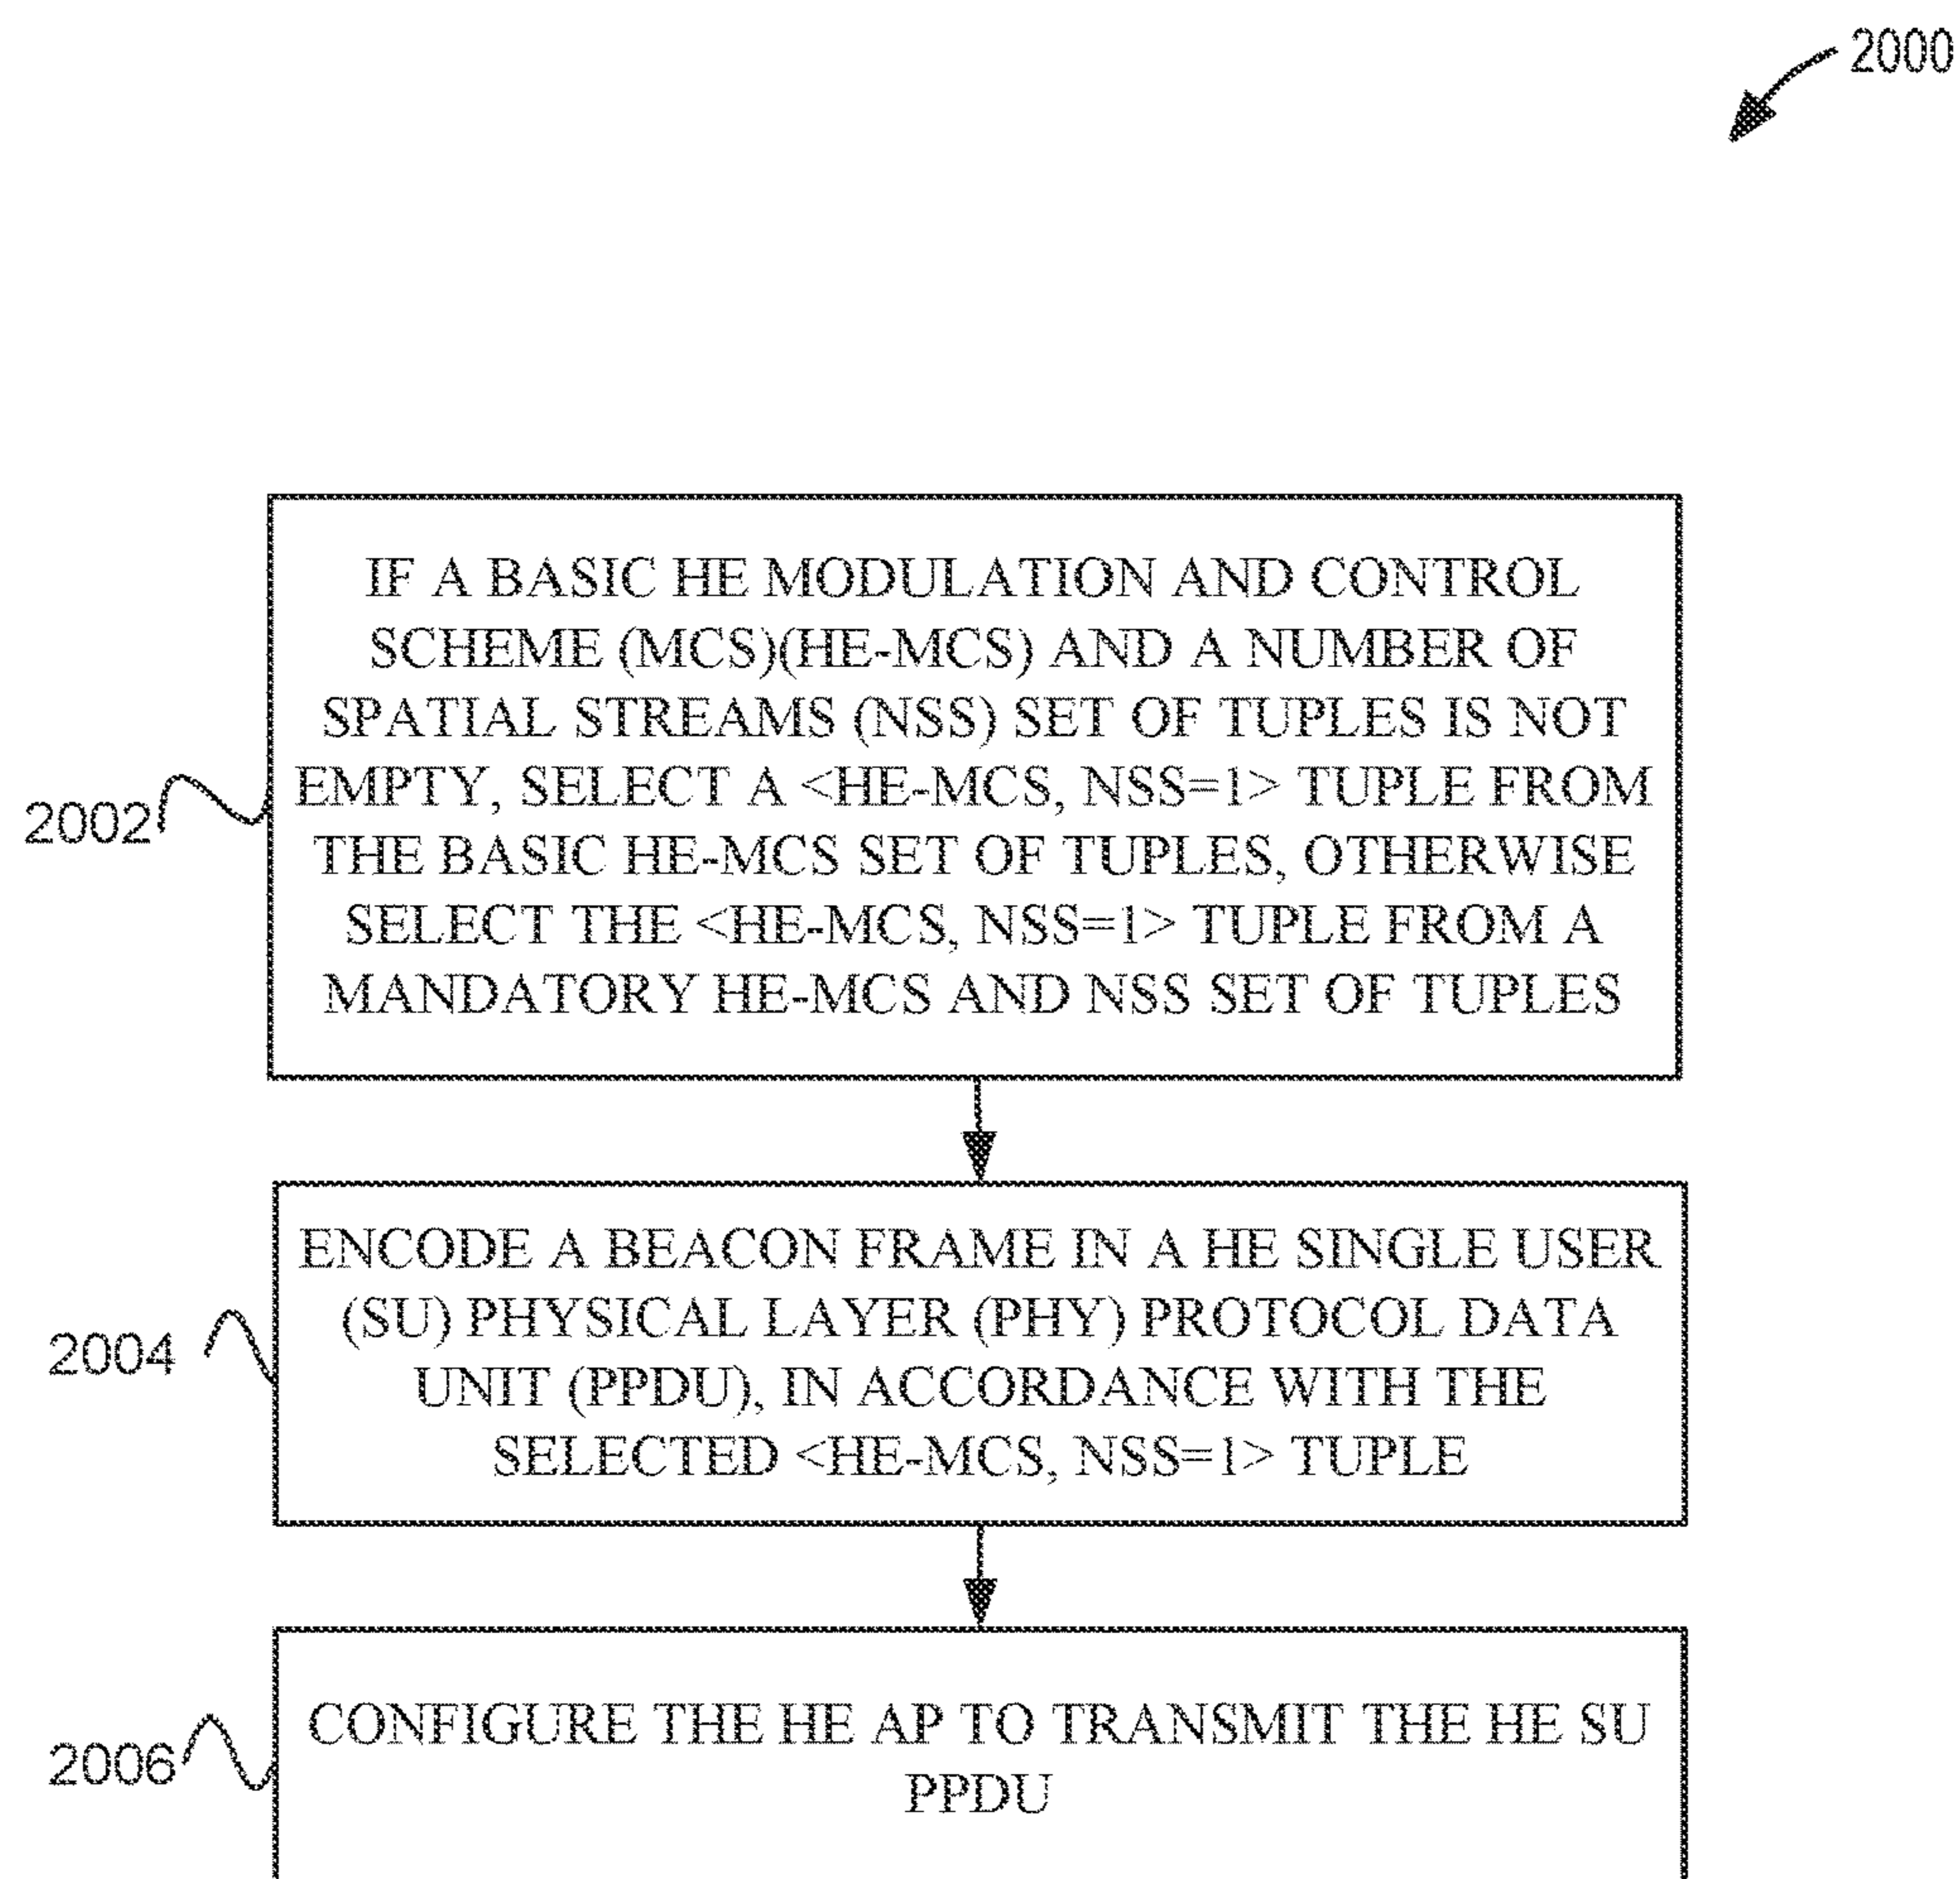 2000
IF A BASIC HE MODULATION AND CONTROL
SCHEME (MCS)(HE-MCS) AND A NUMBER OF
SPATIAL STREAMS (NSS) SET OF TUPLES IS NOT
EMPTY, SELECT A <HE-MCS, NSS=1> TUPLE FROM
THE BASIC HE-MCS SET OF TUPLES, OTHERWISE
SELECT THE <HE-MCS, NSS=1> TUPLE FROM A
MANDATORY HE-MCS AND NSS SET OF TUPLES
2002
ENCODE A BEACON FRAME IN A HE SINGLE USER
(SU) PHYSICAL LAYER (PHY) PROTOCOL DATA
UNIT (PPDU), IN ACCORDANCE WITH THE
SELECTED <HE-MCS, NSS=1> TUPLE
2004
CONFIGURE THE HE AP TO TRANSMIT THE HE SU
PPDU
2006